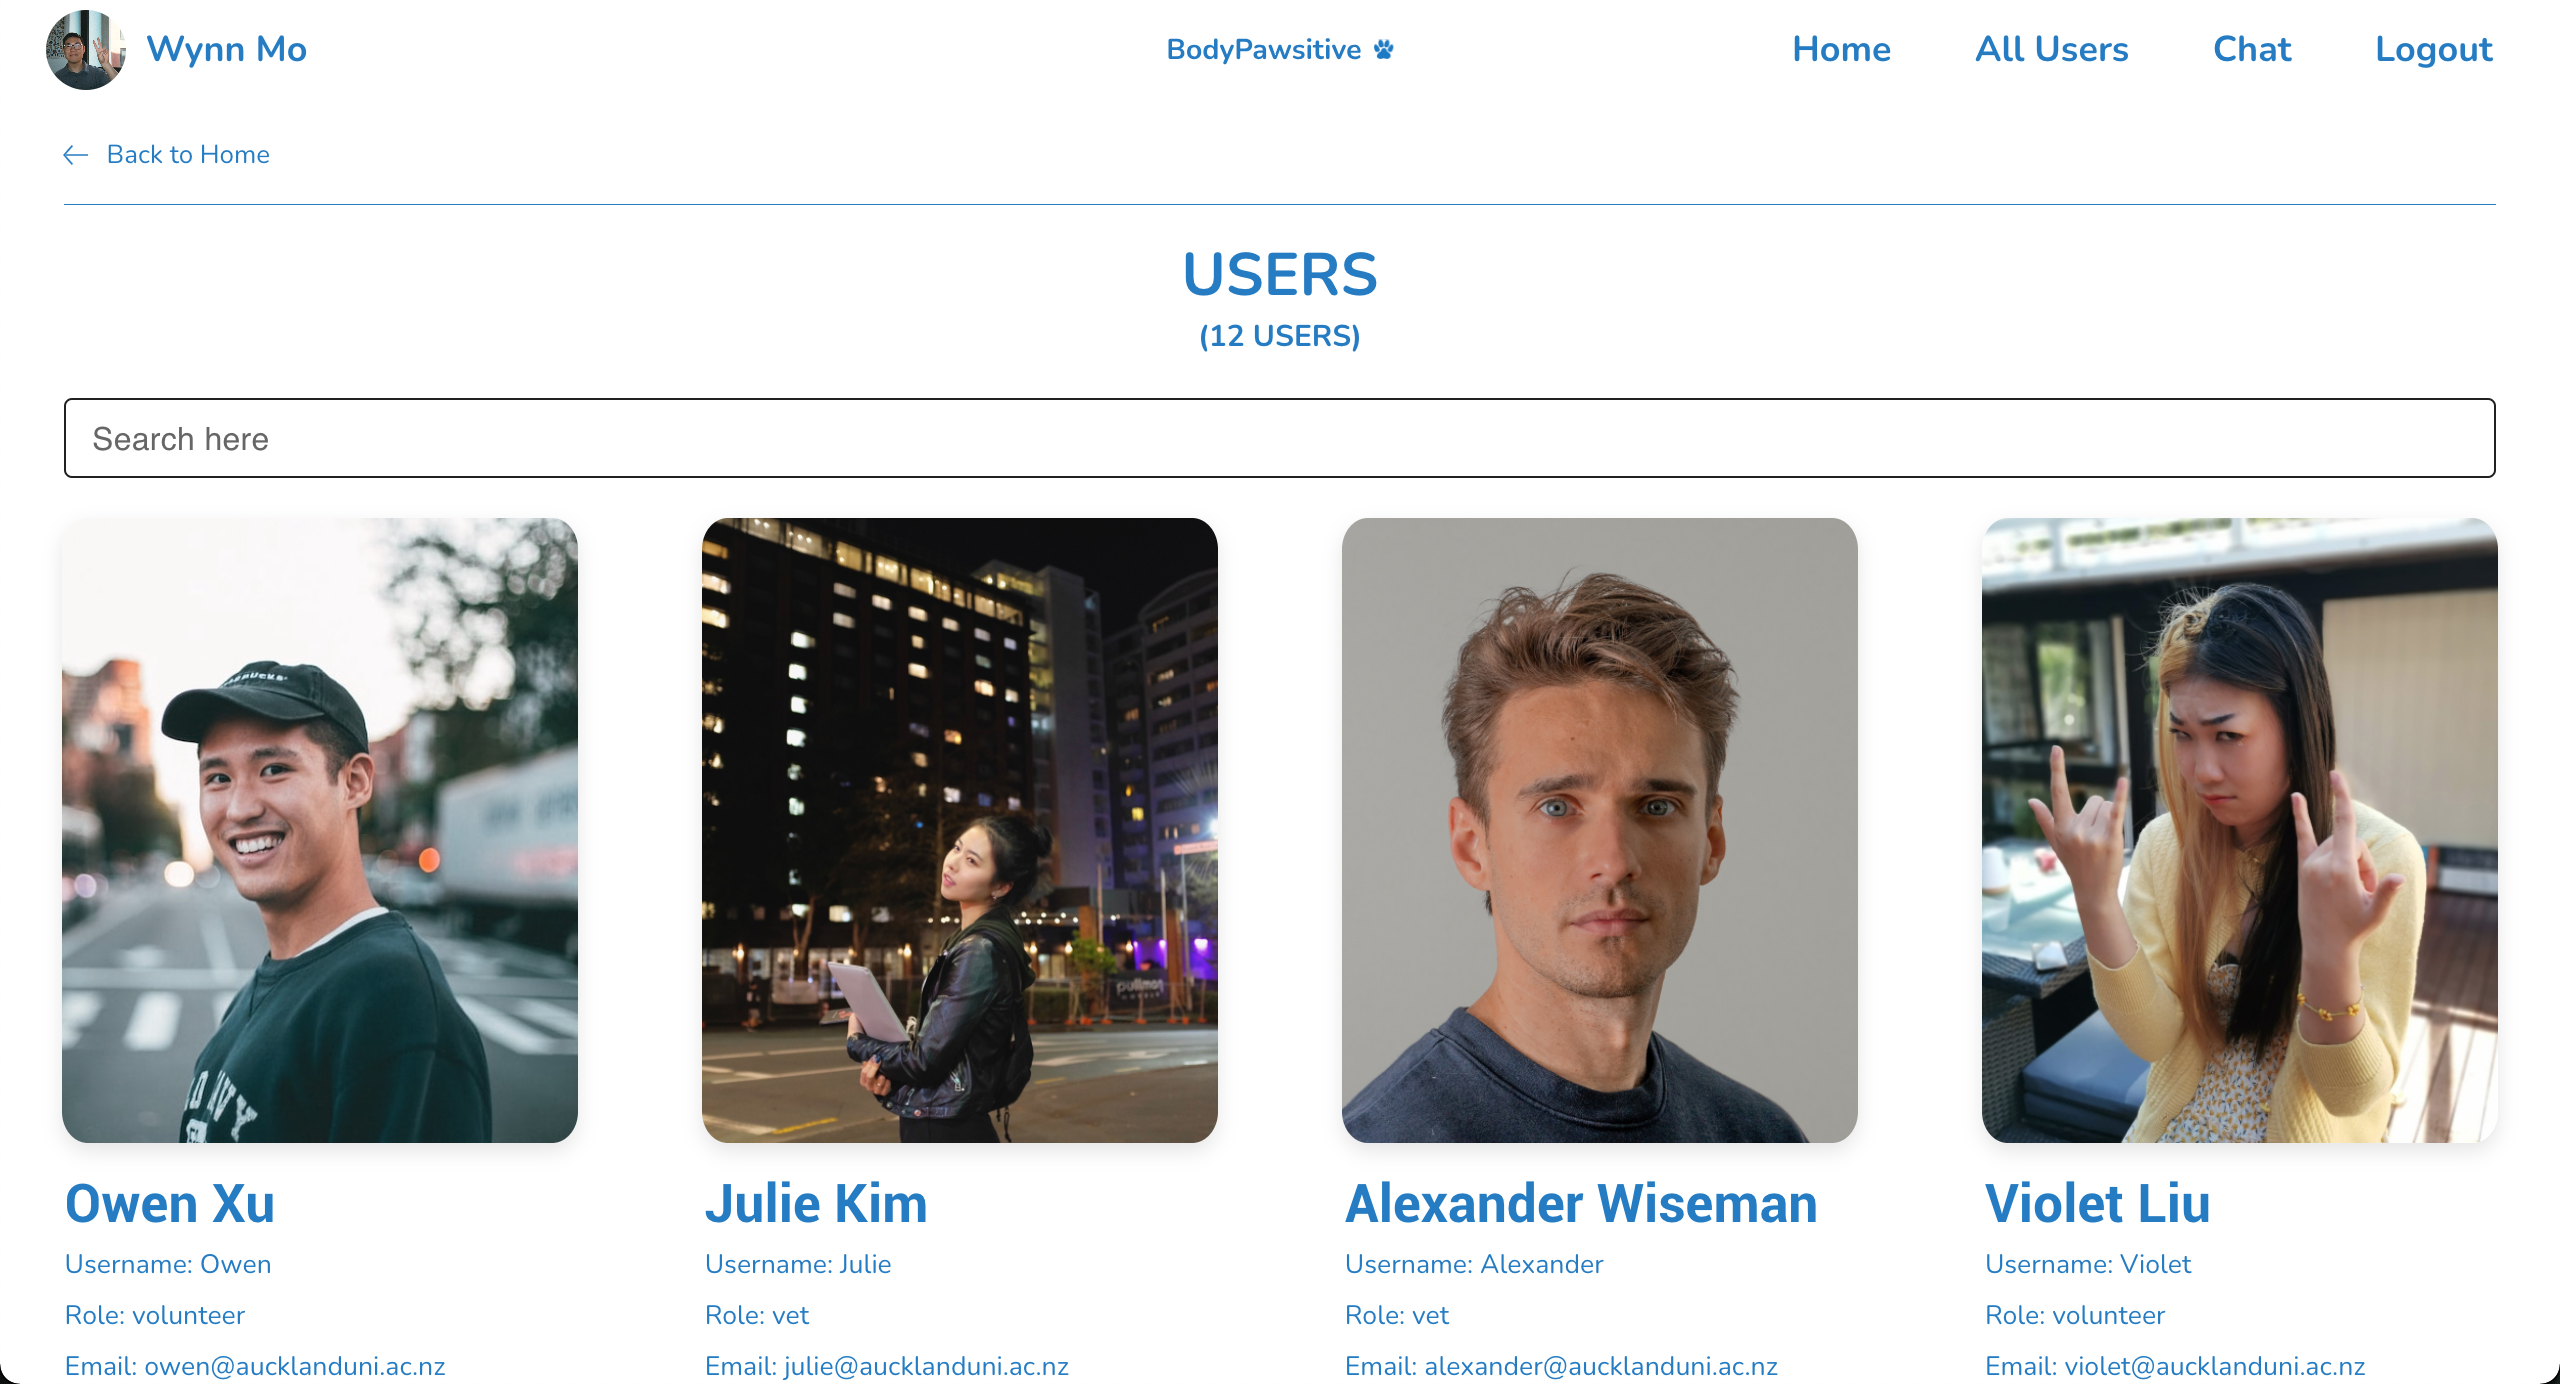 Wynn Mo
BodyPawsitive
Home
All Users
Chat
Logout
Back to Home
USERS
(12 USERS)
Search here
pullman
Owen Xu
Julie Kim
Alexander Wiseman
Violet Liu
Username: Owen
Username: Julie
Username: Alexander
Username: Violet
Role: volunteer
Role: vet
Role: vet
Role: volunteer
Email: owen@aucklanduni.ac.nz
Email: julie@aucklanduni.ac.nz
Email: alexander@aucklanduni.ac.nz
Email: violet@aucklanduni.ac.nz